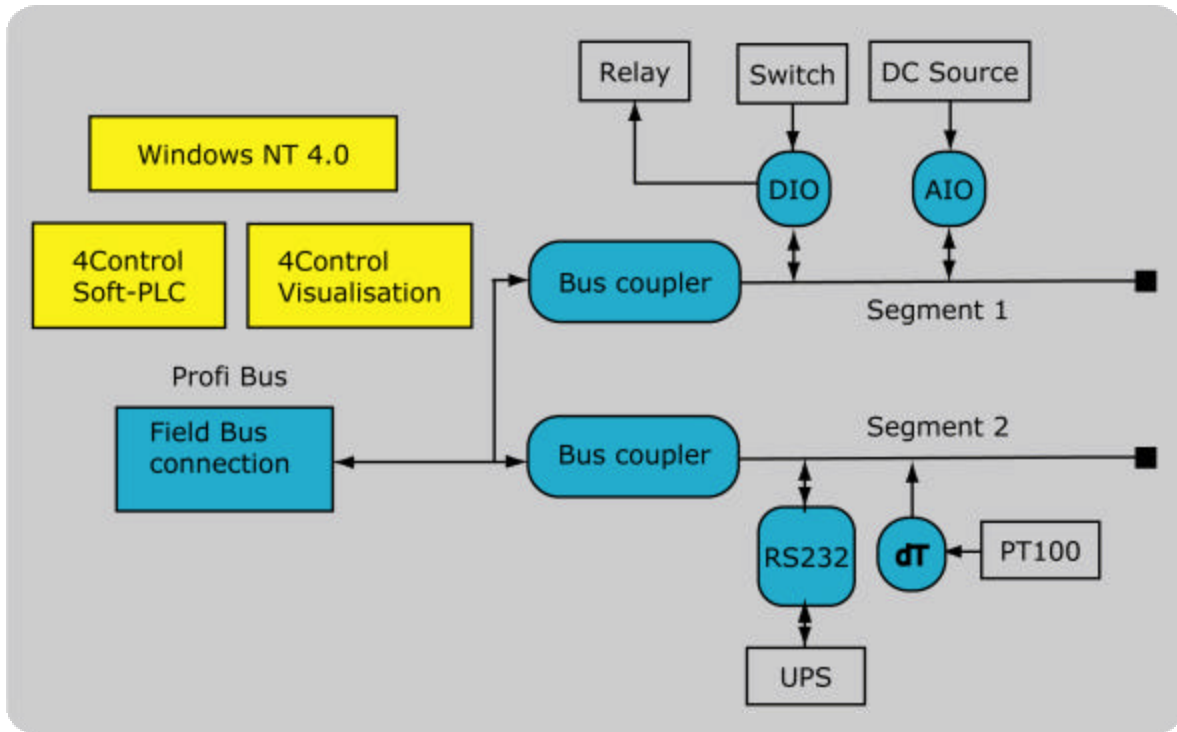 Relay
Switch
DC Source
Windows NT 4.0
DIO
AIO
4Control
Soft-PLC
4Control
Visualisation
Bus coupler
Segment 1
Profi Bus
Field Bus
connection
Bus coupler
Segment 2
RS232
dT
PT100
UPS